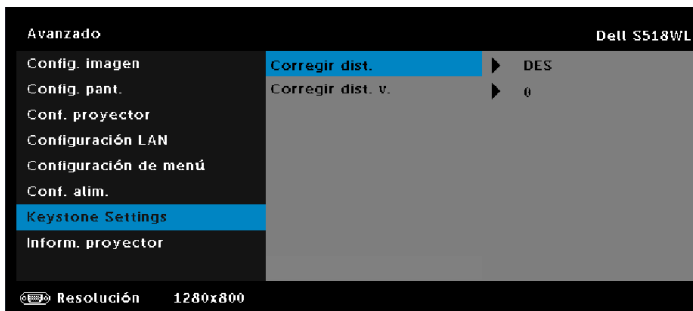 Avanzado Dell S518WL
Config. imagen Corregir dist. DES
Config. pant. Corregir dist. v. 0
Conf. proyector
Configuración LAN
Configuración de menú
Conf. alim.
Keystone Settings
Inform. proyector
Resolución 1280x800